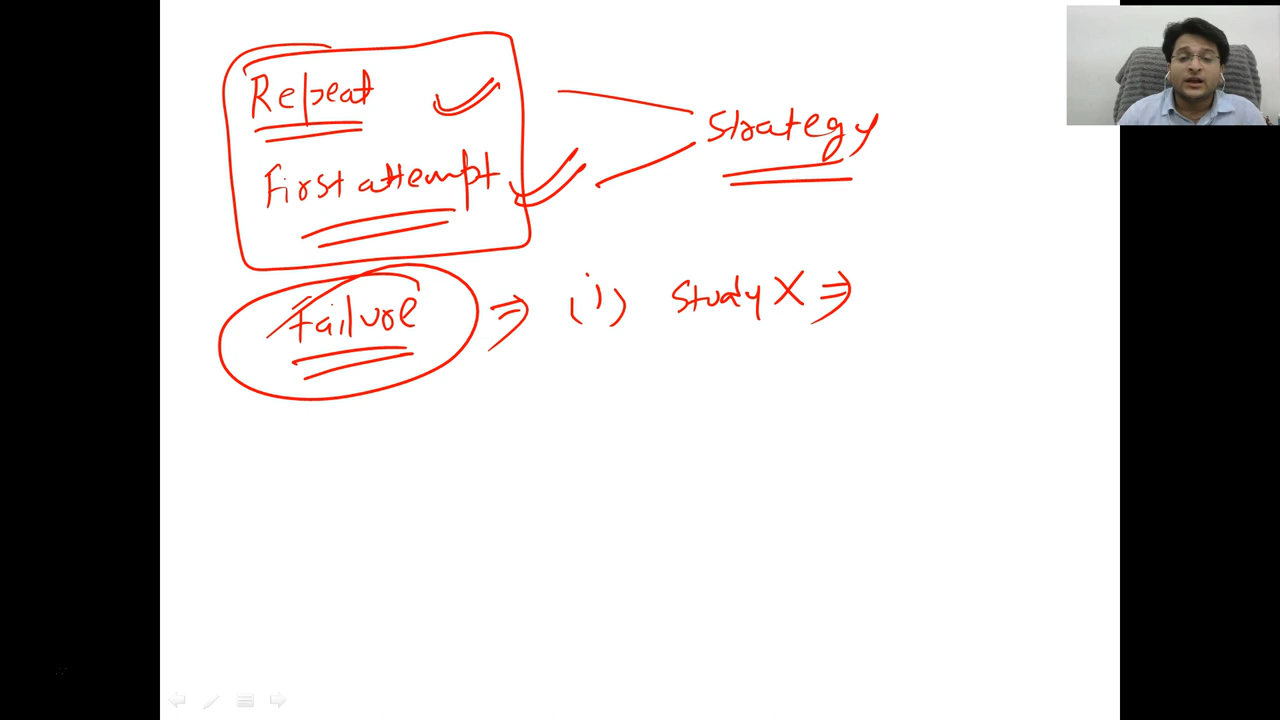 Repeat
First attempt
Strategy
Failure ⇒ (i) Study X ⇒